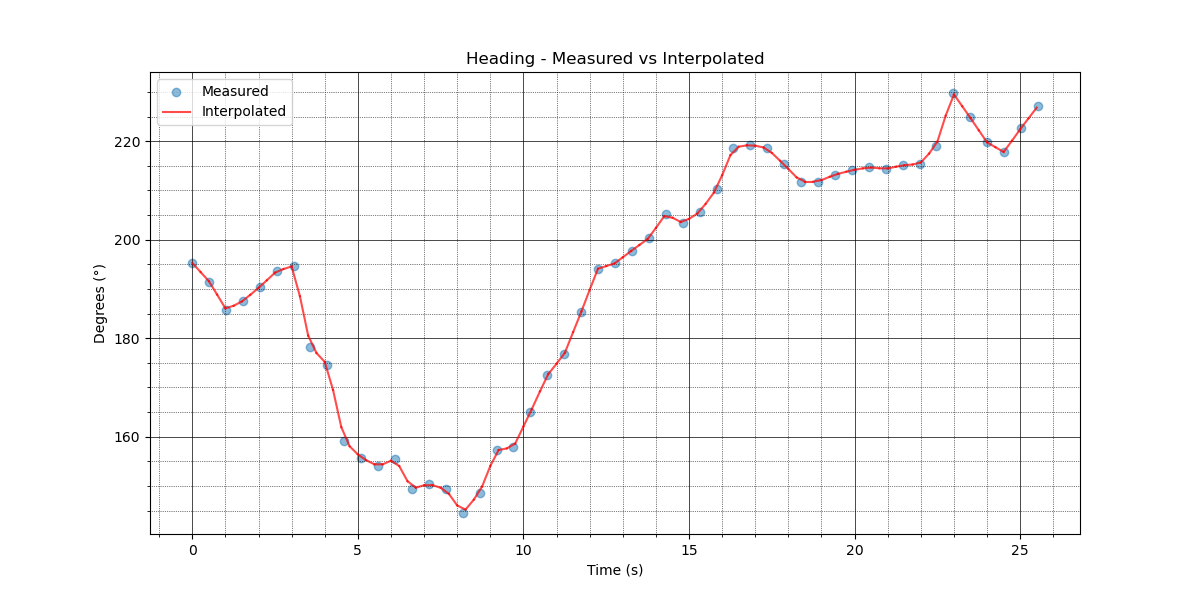 Heading - Measured vs Interpolated
Measured
Interpolated
220
200
180
160
Degrees (°)
0 5 10 15 20 25
Time (s)